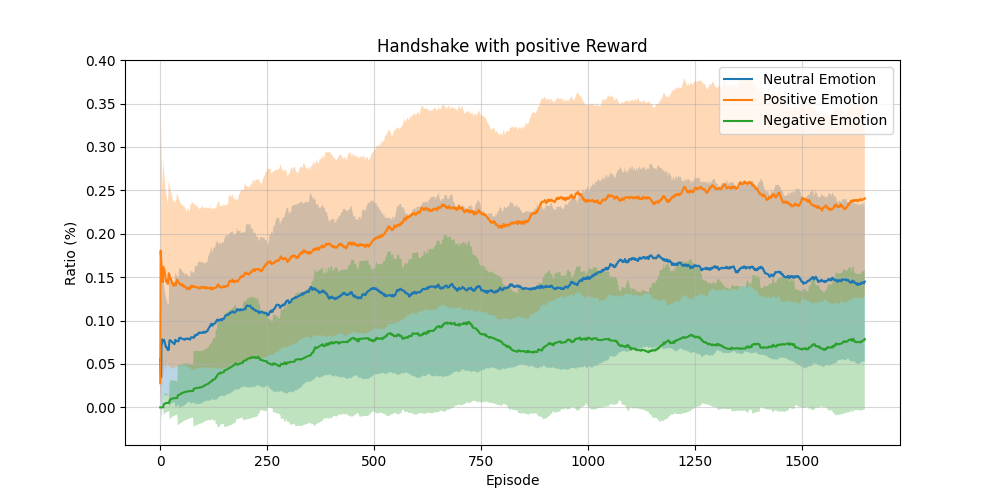 Handshake with positive Reward
Neutral Emotion
Positive Emotion
Negative Emotion
Ratio (%)
0.40
0.35
0.30
0.25
0.20
0.15
0.10
0.05
0.00
0 250 500 750 1000 1250 1500
Episode